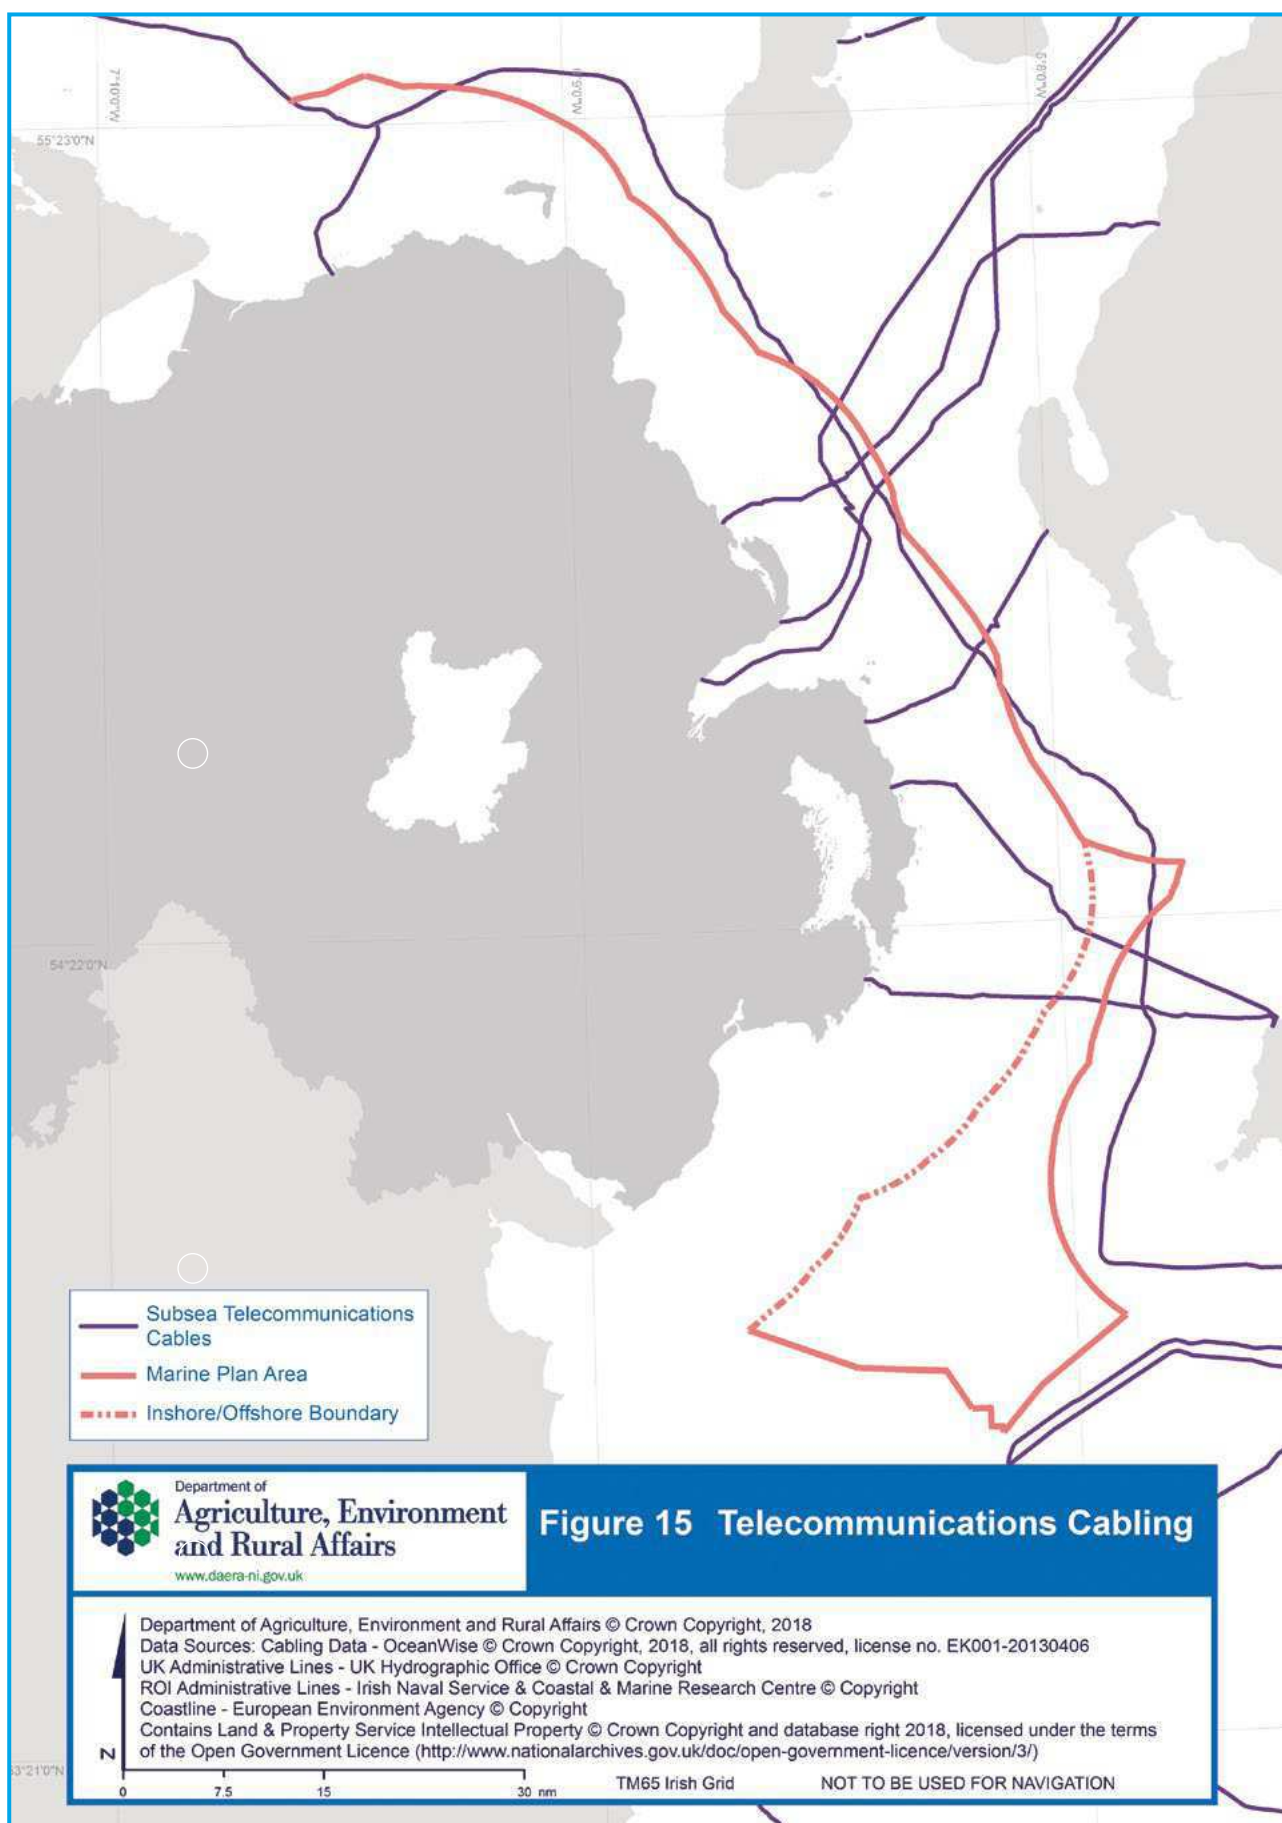 7°10'0"W
6°9'0"W
5°8'0"W
55°23'0"N
54°22'0"N
Subsea Telecommunications
Cables
Marine Plan Area
Inshore/Offshore Boundary
Department of
Agriculture, Environment
and Rural Affairs
www.daera-ni.gov.uk
Figure 15 Telecommunications Cabling
Department of Agriculture, Environment and Rural Affairs © Crown Copyright, 2018
Data Sources: Cabling Data - OceanWise © Crown Copyright, 2018, all rights reserved, license no. EK001-20130406
UK Administrative Lines - UK Hydrographic Office © Crown Copyright
ROI Administrative Lines - Irish Naval Service & Coastal & Marine Research Centre © Copyright
Coastline - European Environment Agency © Copyright
Contains Land & Property Service Intellectual Property © Crown Copyright and database right 2018, licensed under the terms
of the Open Government Licence (http://www.nationalarchives.gov.uk/doc/open-government-licence/version/3/)
N
3°21'0"N
0 7.5 15 30 nm
TM65 Irish Grid NOT TO BE USED FOR NAVIGATION